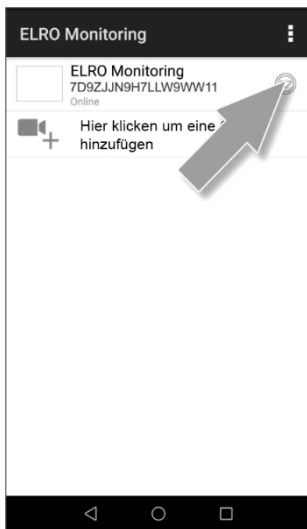 ELRO Monitoring
ELRO Monitoring
7D9ZJJN9H7LLW9WW11
Online
Hier klicken um eine
hinzufügen